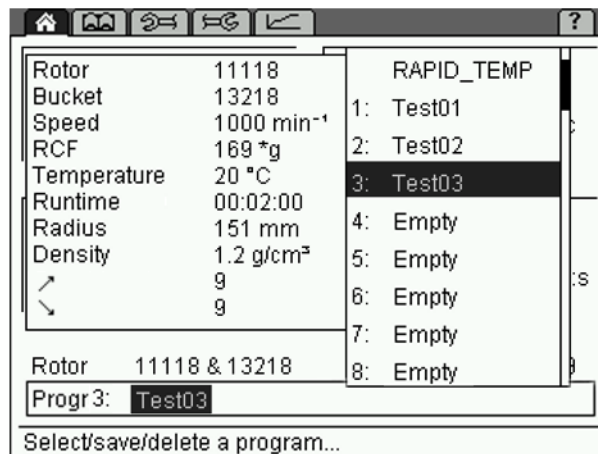 ?
Rotor 11118
Bucket 13218
Speed 1000 min⁻¹
RCF 169 *g
Temperature 20 °C
Runtime 00:02:00
Radius 151 mm
Density 1.2 g/cm³
↗ 9
↘ 9
RAPID_TEMP
1: Test01
2: Test02
3: Test03
4: Empty
5: Empty
6: Empty
7: Empty
8: Empty
:s
Rotor 11118 & 13218
Progr 3: Test03
Select/save/delete a program...